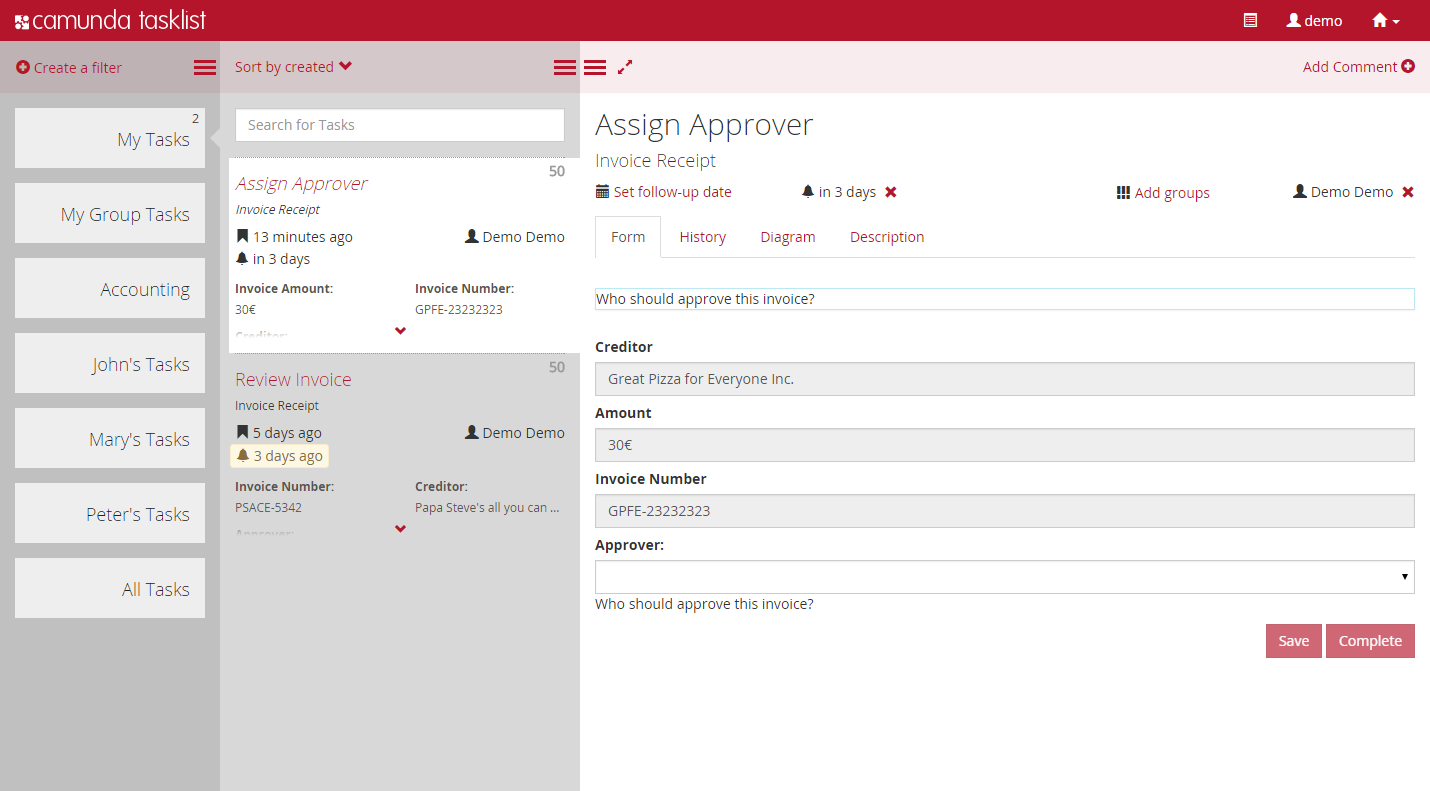 camunda tasklist
demo
Create a filter
Sort by created
Add Comment
2
My Tasks
My Group Tasks
Accounting
John's Tasks
Mary's Tasks
Peter's Tasks
All Tasks
Search for Tasks
50
Assign Approver
Invoice Receipt
13 minutes ago
Demo Demo
in 3 days
Invoice Amount:
Invoice Number:
30€
GPFE-23232323
Creditor:
50
Review Invoice
Invoice Receipt
5 days ago
Demo Demo
3 days ago
Invoice Number:
Creditor:
PSACE-5342
Papa Steve's all you can ...
Approver:
Assign Approver
Invoice Receipt
Set follow-up date
in 3 days
Add groups
Demo Demo
Form
History
Diagram
Description
Who should approve this invoice?
Creditor
Great Pizza for Everyone Inc.
Amount
30€
Invoice Number
GPFE-23232323
Approver:
Who should approve this invoice?
Save
Complete